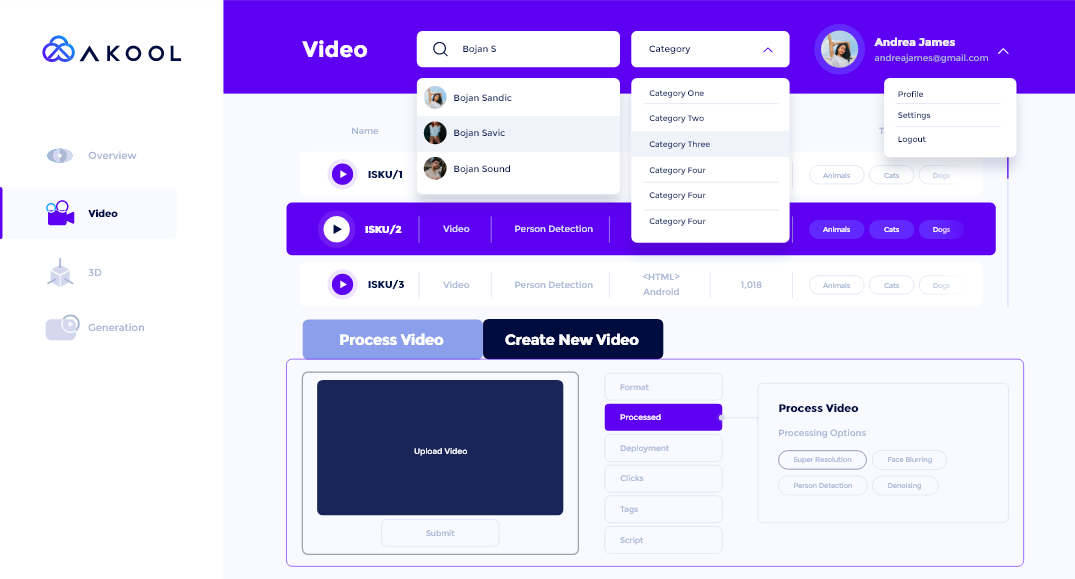 AKOOL
Video
Bojan S
Category
Andrea James
andreajames@gmail.com
Bojan Sandic
Bojan Savic
Bojan Sound
Category One
Category Two
Category Three
Category Four
Category Four
Category Four
Profile
Settings
Logout
Overview
Video
3D
Generation
Name
T
ISKU/1
Animals
Cats
Dogs
ISKU/2
Video
Person Detection
Animals
Cats
Dogs
ISKU/3
Video
Person Detection
<HTML>
Android
1,018
Animals
Cats
Dogs
Process Video
Create New Video
Upload Video
Submit
Format
Processed
Deployment
Clicks
Tags
Script
Process Video
Processing Options
Super Resolution
Face Blurring
Person Detection
Denoising